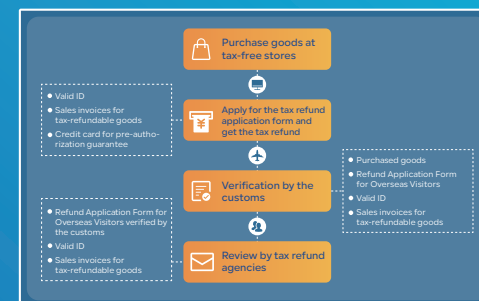 Purchase goods at
tax-free stores
● Valid ID
● Sales invoices for
tax-refundable goods
● Credit card for pre-autho-
rization guarantee
¥
Apply for the tax refund
application form and
get the tax refund
Verification by the
customs
● Purchased goods
● Refund Application Form
for Overseas Visitors
● Valid ID
● Sales invoices for
tax-refundable goods
● Refund Application Form for
Overseas Visitors verified by
the customs
● Valid ID
● Sales invoices for
tax-refundable goods
Review by tax refund
agencies